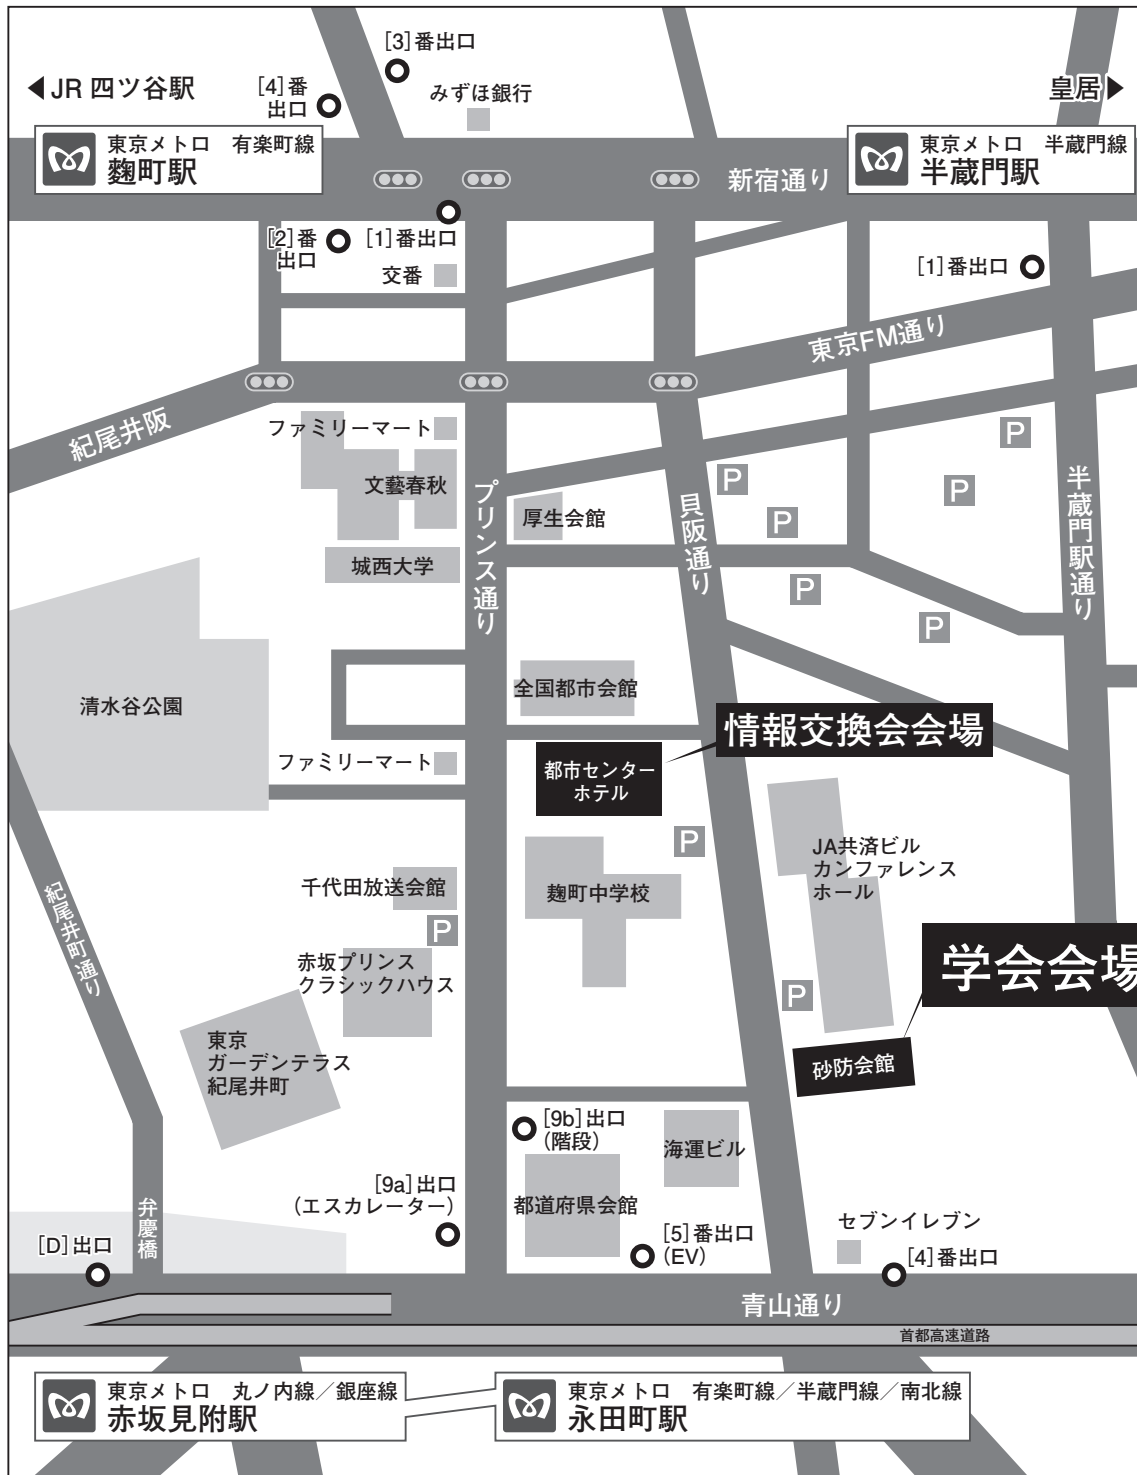 [3]番出口
◀JR 四ツ谷駅
[4]番
出口
みずほ銀行
皇居▶
東京メトロ　有楽町線
麴町駅
東京メトロ　半蔵門線
半蔵門駅
新宿通り
[2]番
出口
[1]番出口
交番
[1]番出口
東京FM通り
紀尾井阪
ファミリーマート
文藝春秋
プリンス通り
厚生会館
貝阪通り
半蔵門駅通り
P
P
P
P
城西大学
P
P
清水谷公園
全国都市会館
情報交換会会場
ファミリーマート
都市センター
ホテル
P
JA共済ビル
カンファレンス
ホール
千代田放送会館
麴町中学校
紀尾井町通り
P
赤坂プリンス
クラシックハウス
学会会場
P
東京
ガーデンテラス
紀尾井町
砂防会館
[9b]出口
(階段)
海運ビル
[9a]出口
(エスカレーター)
都道府県会館
弁慶橋
[D]出口
[5]番出口
(EV)
セブンイレブン
[4]番出口
青山通り
首都高速道路
東京メトロ　丸ノ内線／銀座線
赤坂見附駅
東京メトロ　有楽町線／半蔵門線／南北線
永田町駅